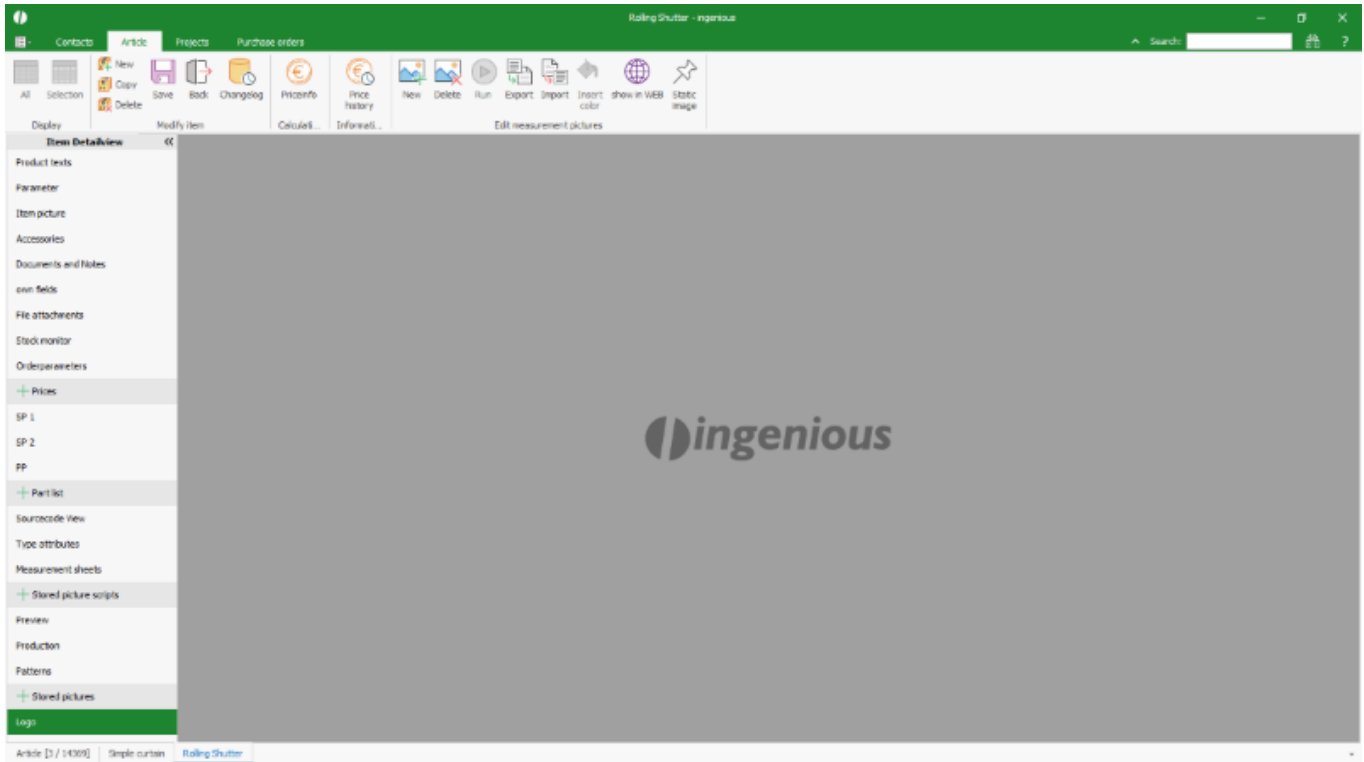 Rolling Shutter - ingenious
Contacts Article Projects Purchase orders Search: ?
All Selection New Copy Delete Save Back Changelog Priceinfo Price history New Delete Run Export Import Insert color show in WEB Static image
Display Modify item Calculati... Informati... Edit measurement pictures
Item Detailview «
Product texts
Parameter
Item picture
Accessories
Documents and Notes
own fields
File attachments
Stock monitor
Orderparameters
Prices
SP 1
SP 2
PP
Part list
Sourcecode View
Type attributes
Measurement sheets
Stored picture scripts
Preview
Production
Patterns
Stored pictures
Logo
ingenious
Article [3 / 14389] Simple curtain Rolling Shutter